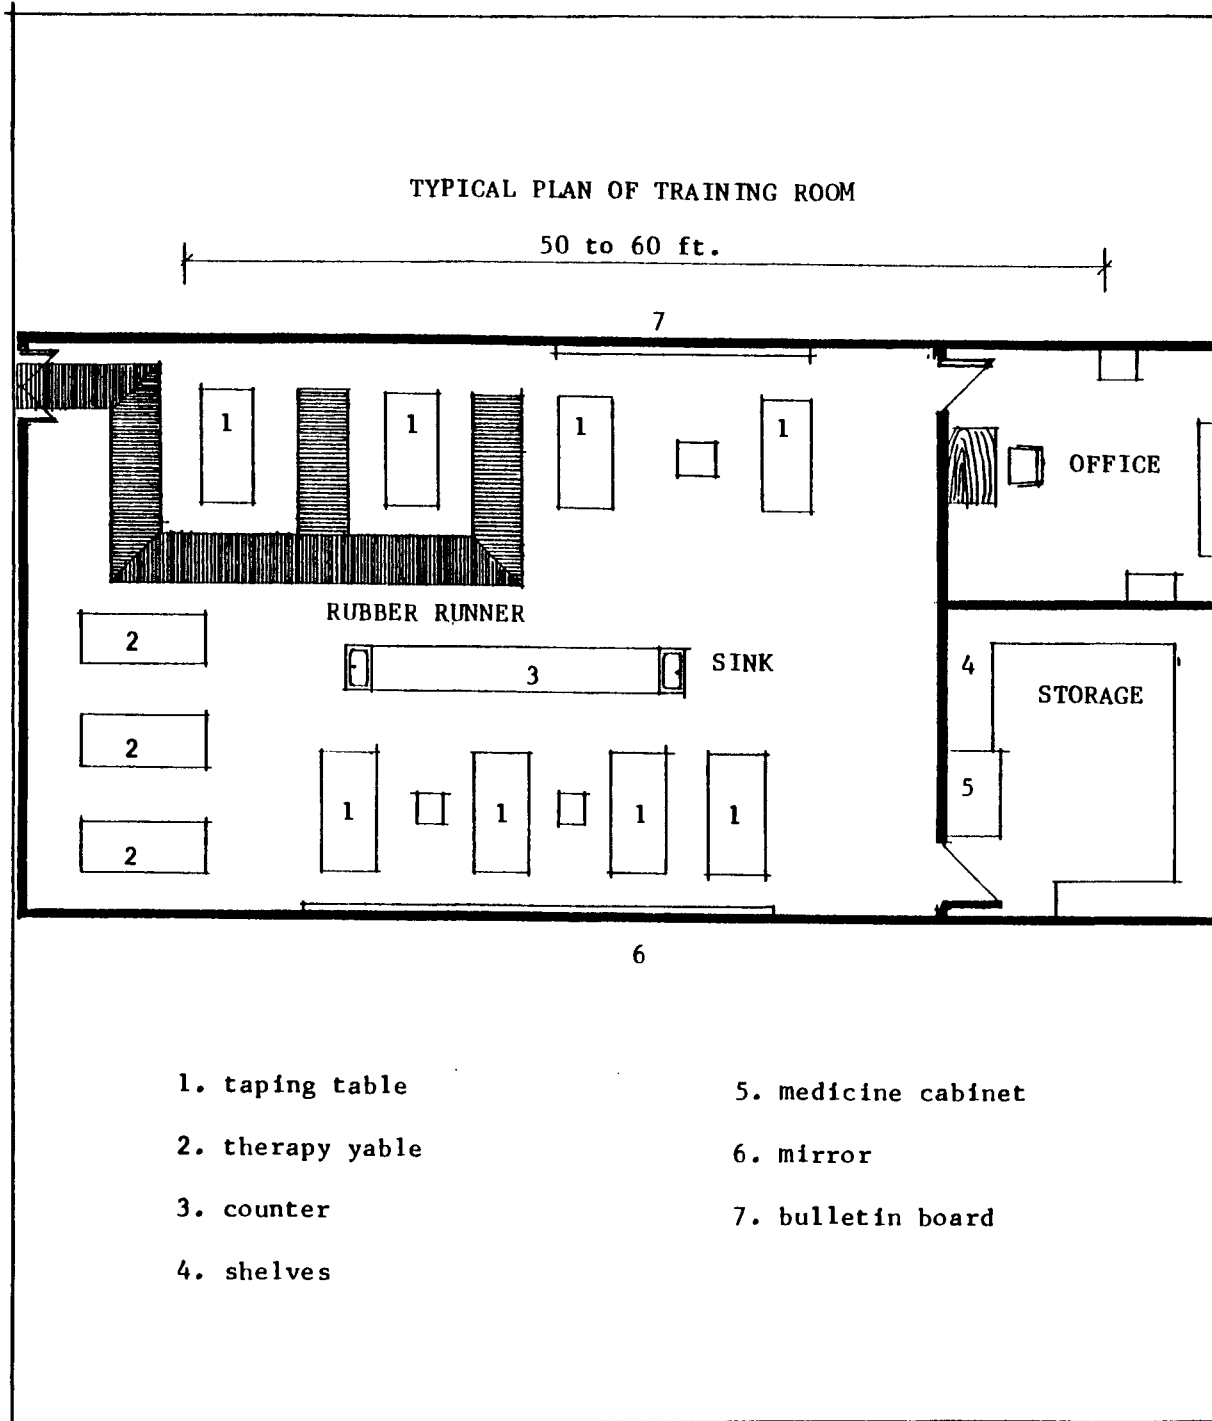 TYPICAL PLAN OF TRAINING ROOM
50 to 60 ft.
7
1
1
1
1
OFFICE
RUBBER RUNNER
2
3
SINK
4
STORAGE
2
5
1
1
1
1
2
6
1. taping table
2. therapy yable
3. counter
4. shelves
5. medicine cabinet
6. mirror
7. bulletin board